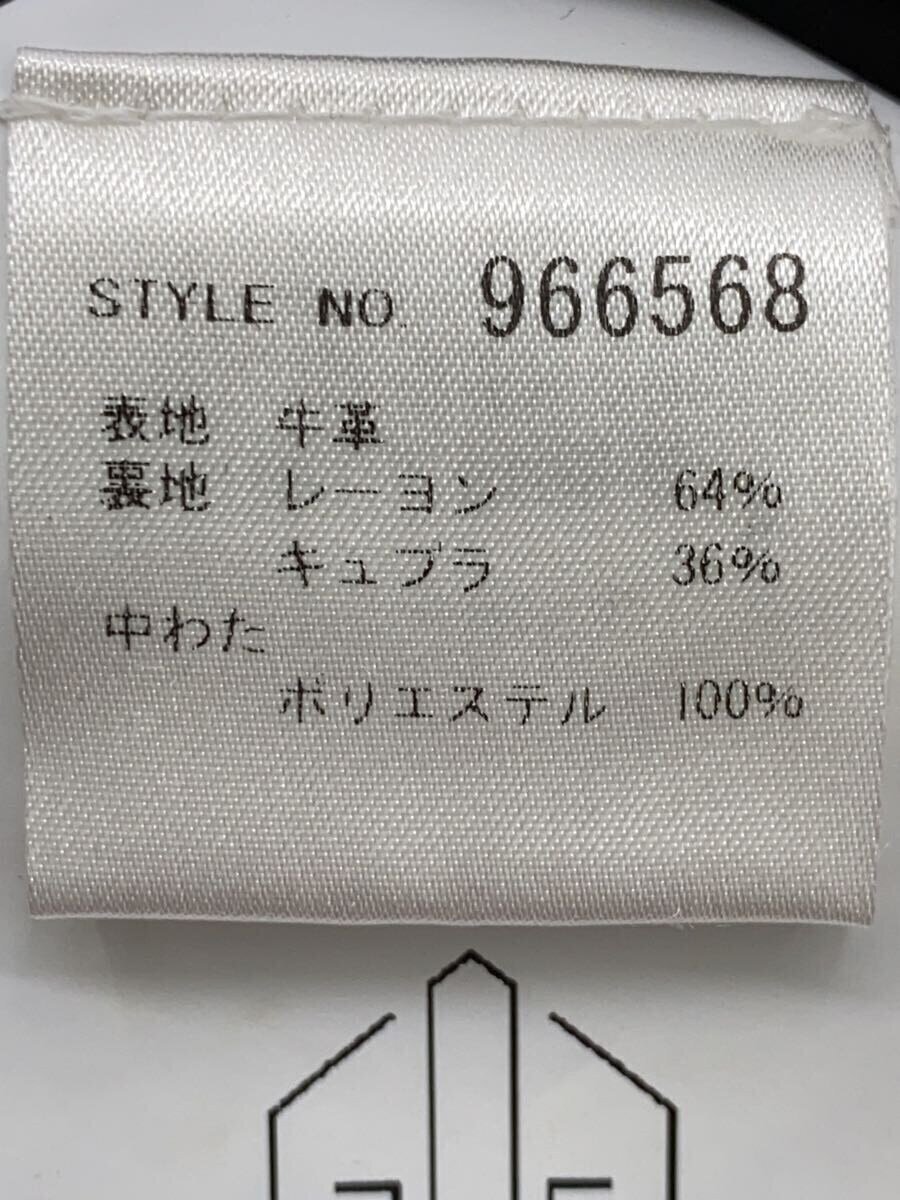 STYLE NO. 966568
表地 牛革
裏地 レーヨン 64%
キュプラ 36%
中わた
ポリエステル 100%